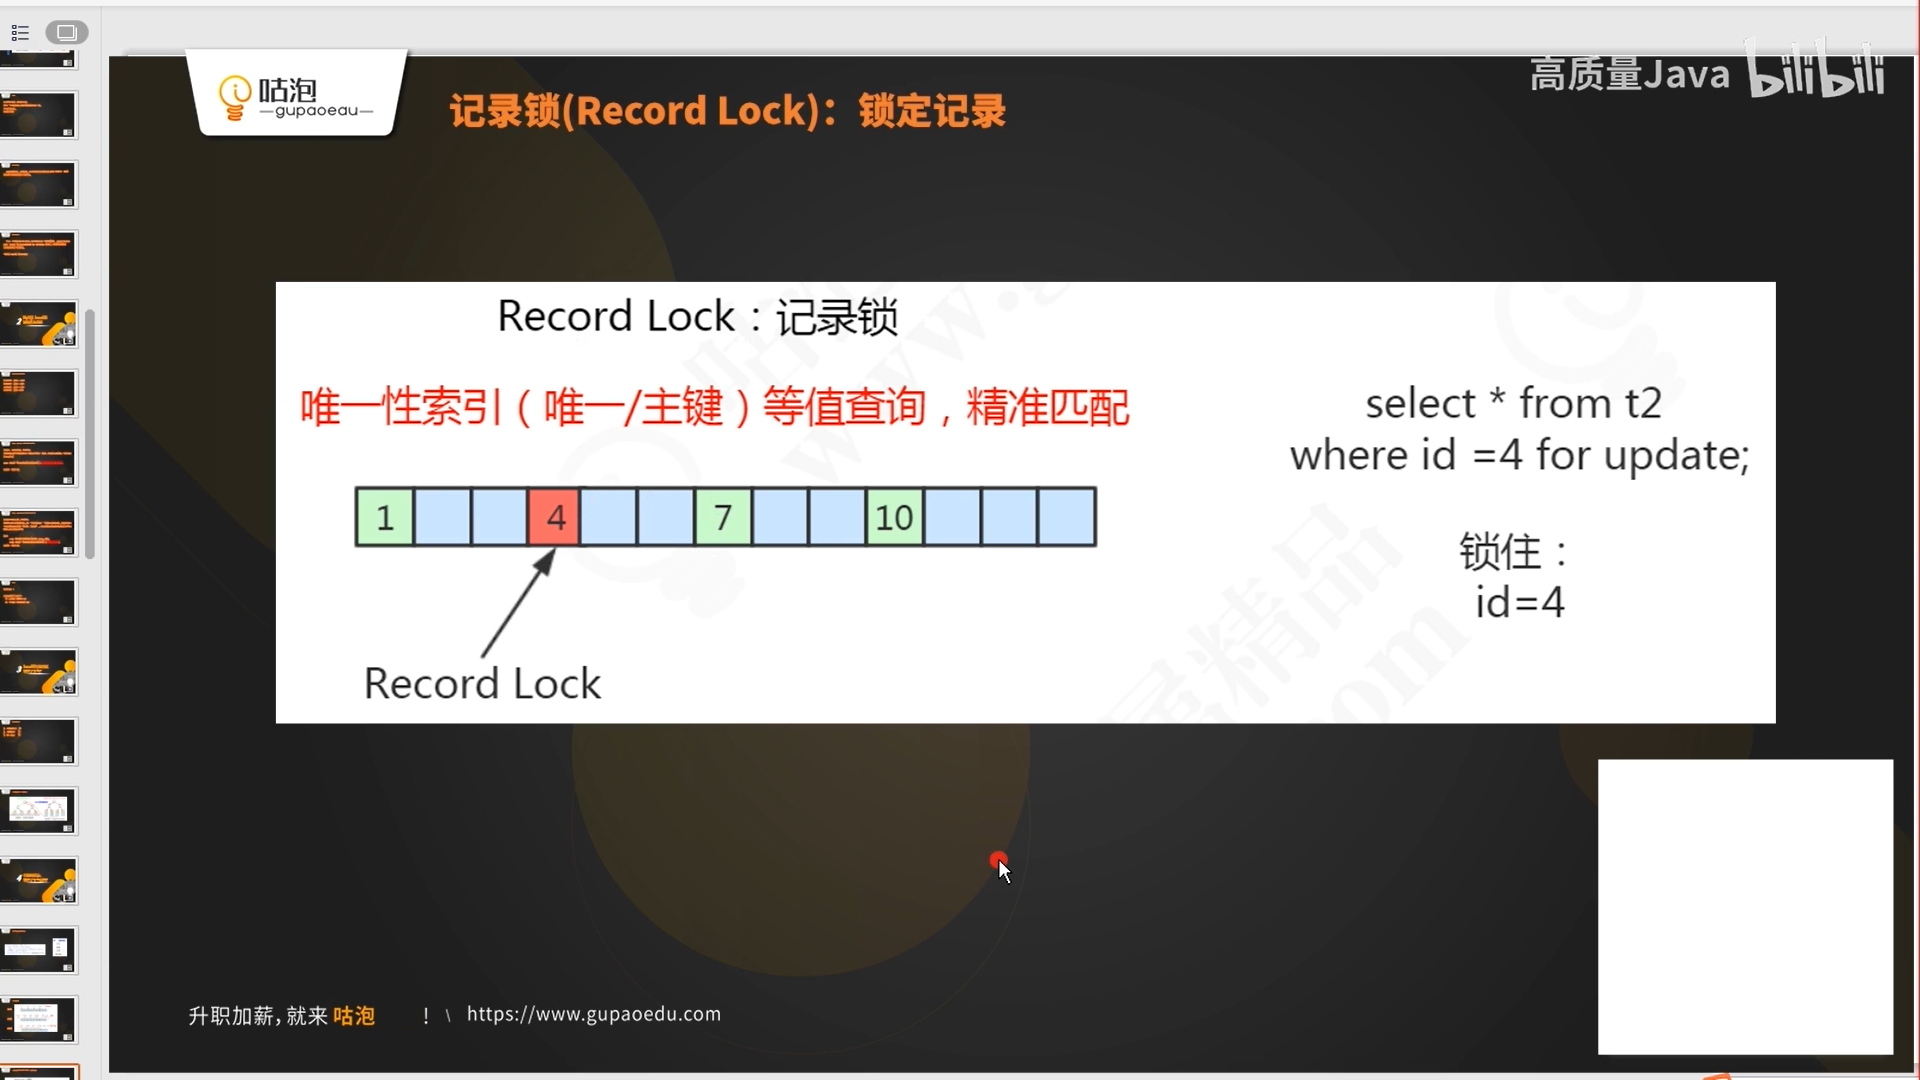 高质量Java bilibili
咕泡
—gupaoeau—
记录锁(Record Lock)：锁定记录
Record Lock：记录锁
唯一性索引（唯一/主键）等值查询，精准匹配
select * from t2
where id =4 for update;
1 4 7 10
锁住：
id=4
Record Lock
升职加薪,就来 咕泡 ! \ https://www.gupaoedu.com